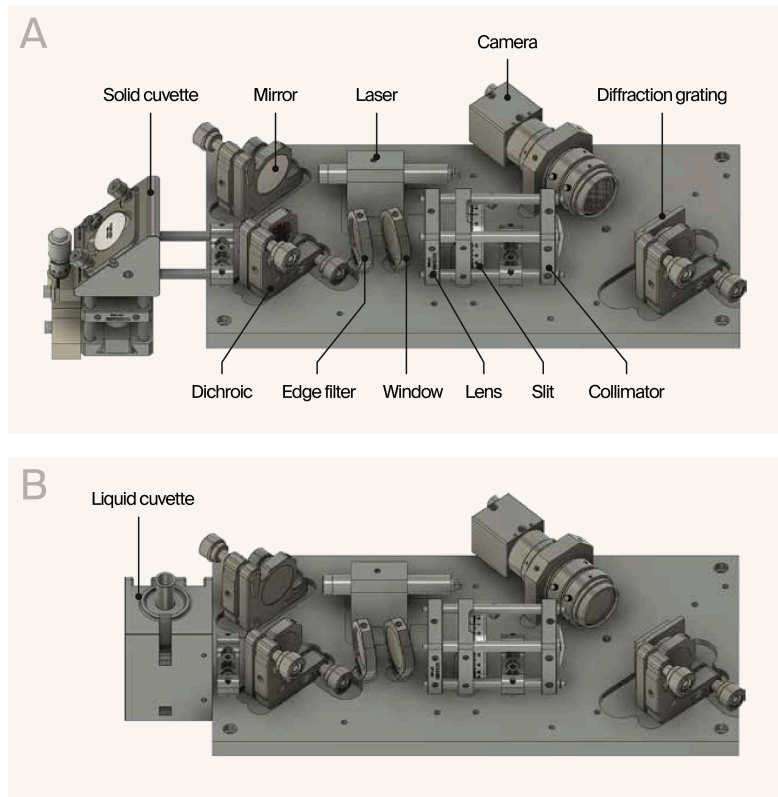 A
Camera
Solid cuvette
Mirror
Laser
Diffraction grating
Dichroic
Edge filter
Window
Lens
Slit
Collimator
B
Liquid cuvette